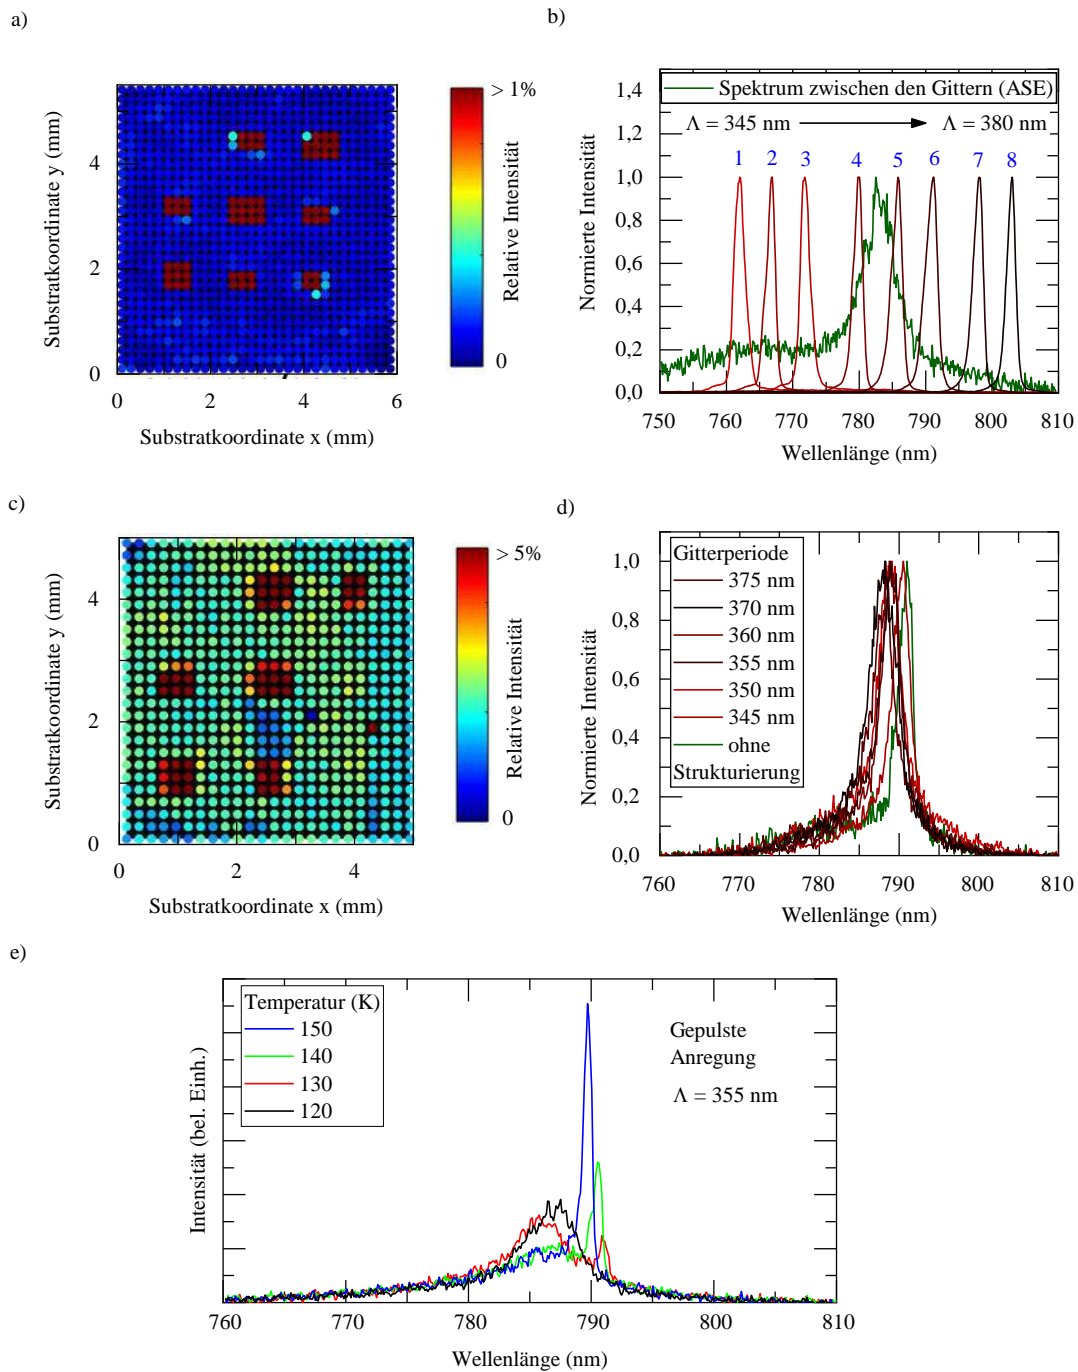 a)
Substratkoordinate y (mm)
4
2
0
0 2 4 6
Substratkoordinate x (mm)
> 1%
Relative Intensität
0
b)
Normierte Intensität
1,4
1,2
1,0
0,8
0,6
0,4
0,2
0,0
Spektrum zwischen den Gittern (ASE)
Λ = 345 nm Λ = 380 nm
1 2 3 4 5 6 7 8
750 760 770 780 790 800 810
Wellenlänge (nm)
c)
Substratkoordinate y (mm)
4
2
0
0 2 4
Substratkoordinate x (mm)
> 5%
Relative Intensität
0
d)
Normierte Intensität
1,0
0,8
0,6
0,4
0,2
0,0
Gitterperiode
375 nm
370 nm
360 nm
355 nm
350 nm
345 nm
ohne
Strukturierung
760 770 780 790 800 810
Wellenlänge (nm)
e)
Intensität (bel. Einh.)
Temperatur (K)
150
140
130
120
Gepulste
Anregung
Λ = 355 nm
760 770 780 790 800 810
Wellenlänge (nm)